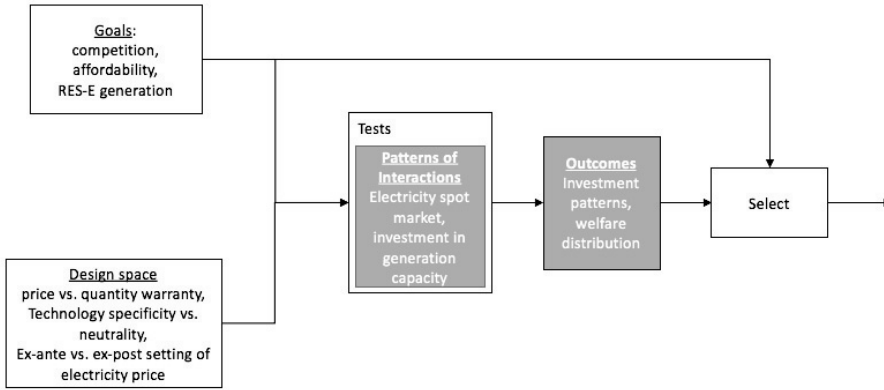 Goals:
competition,
affordability,
RES-E generation
Tests
Patterns of
Interactions
Electricity spot
market,
investment in
generation
capacity
Outcomes
Investment
patterns,
welfare
distribution
Select
Design space
price vs. quantity warranty,
Technology specificity vs.
neutrality,
Ex-ante vs. ex-post setting of
electricity price